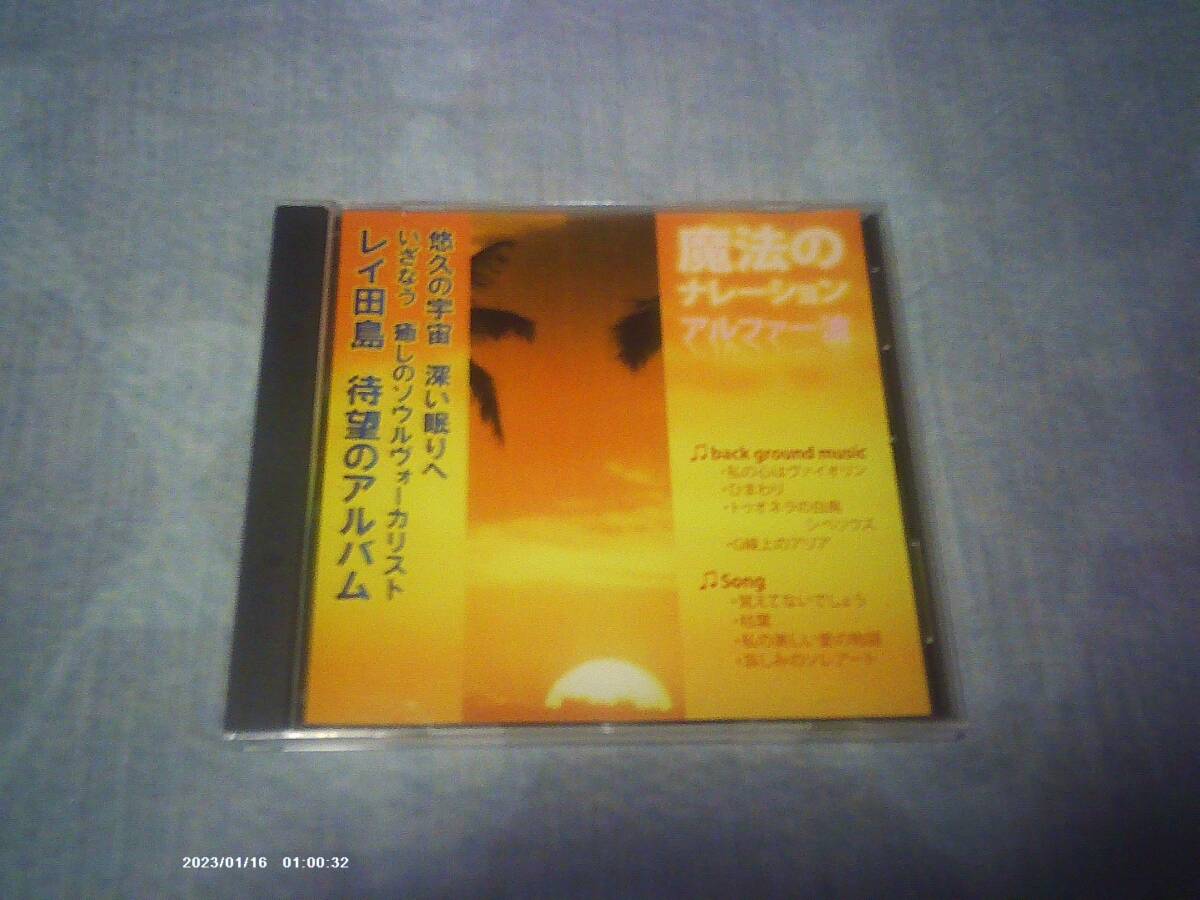 悠久の宇宙 深い眠りへ
いざなう 癒しのソウルヴォーカリスト
レイ田島 待望のアルバム
魔法の
ナレーション
アルファー波
♫back ground music
・私の心はヴァイオリン
・ひまわり
・トゥオネラの白鳥
シベリウス
・G線上のアリア
♫Song
・覚えてないでしょう
・枯葉
・私の美しい愛の物語
・哀しみのソレアード
2023/01/16 01:00:32